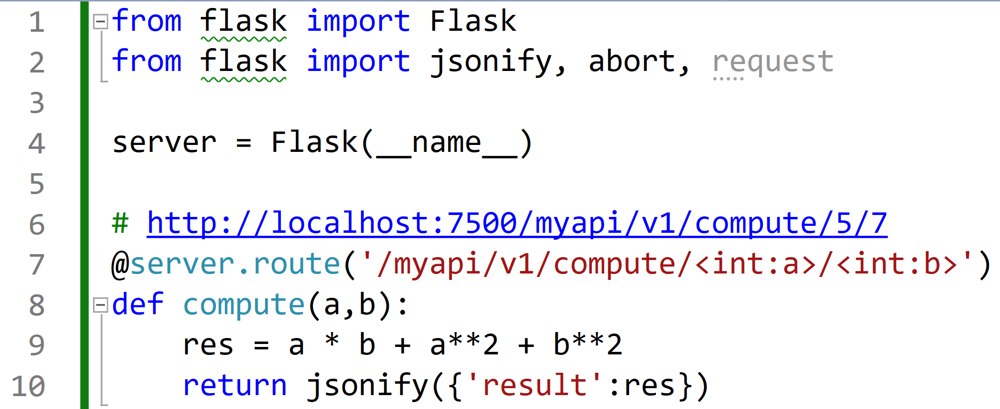 1 from flask import Flask
2 from flask import jsonify, abort, request
3
4 server = Flask(__name__)
5
6 # http://localhost:7500/myapi/v1/compute/5/7
7 @server.route('/myapi/v1/compute/<int:a>/<int:b>')
8 def compute(a,b):
9     res = a * b + a**2 + b**2
10     return jsonify({'result':res})